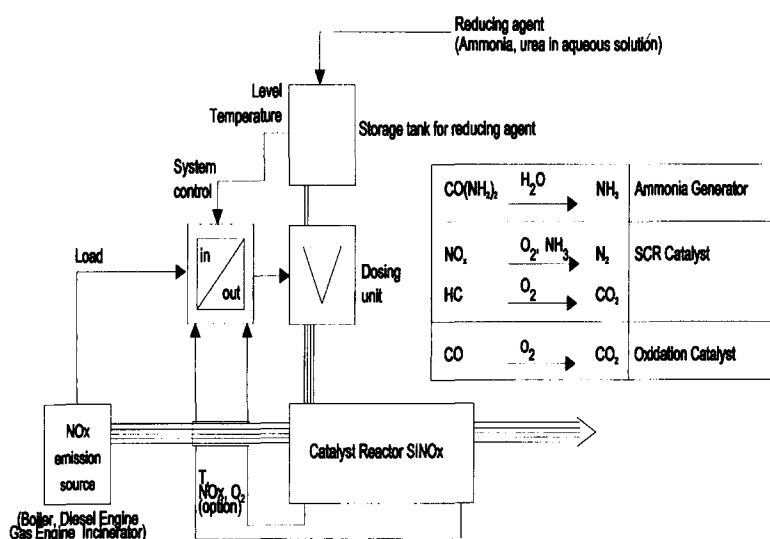 Reducing agent
(Ammonia, urea in aqueous solution)
Level
Temperature
Storage tank for reducing agent
System
control
Load
in
out
Dosing
unit
CO(NH₂)₂ H₂O NH₃ Ammonia Generator
NOₓ O₂, NH₃ N₂ SCR Catalyst
HC O₂ CO₂
CO O₂ CO₂ Oxidation Catalyst
NOx
emission
source
Catalyst Reactor SINOx
T,
NOx, O₂
(option)
(Boiler, Diesel Engine
Gas Engine Incinerator)